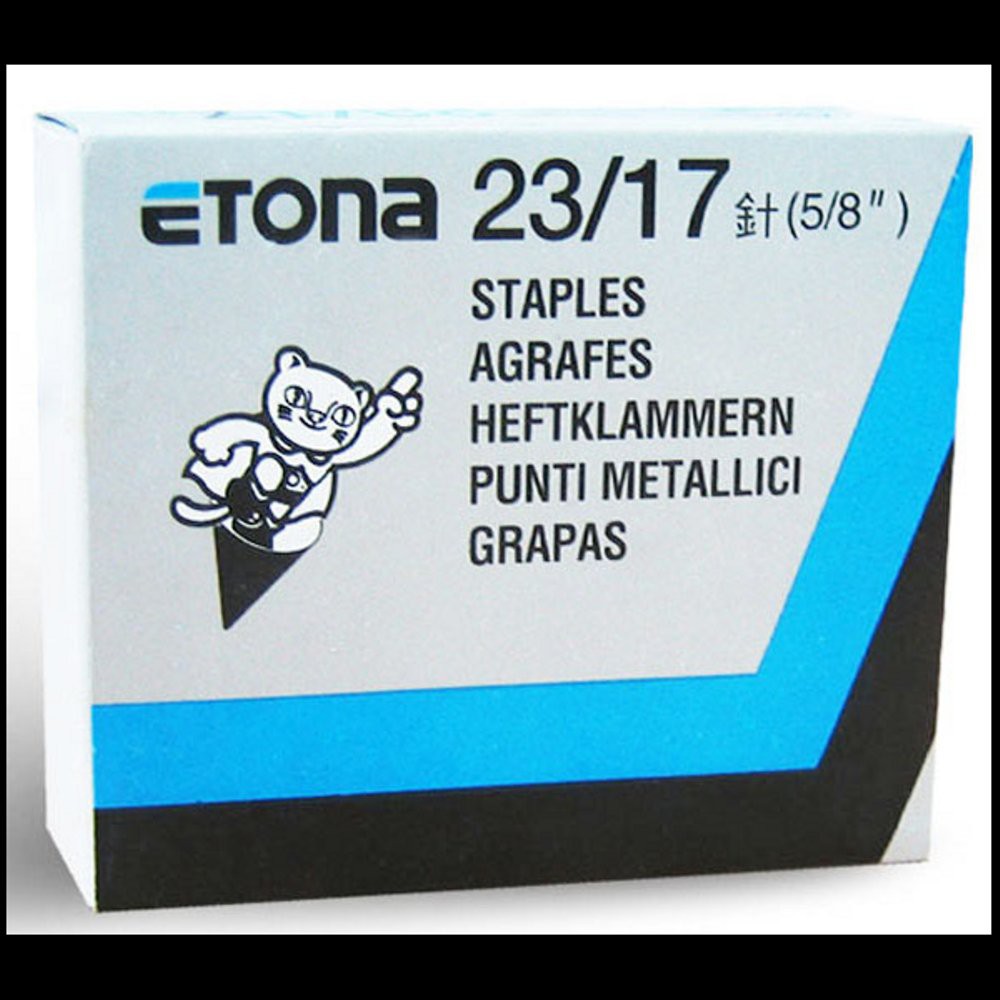 ETONA 23/17 針(5/8")
STAPLES
AGRAFES
HEFTKLAMMERN
PUNTI METALLICI
GRAPAS